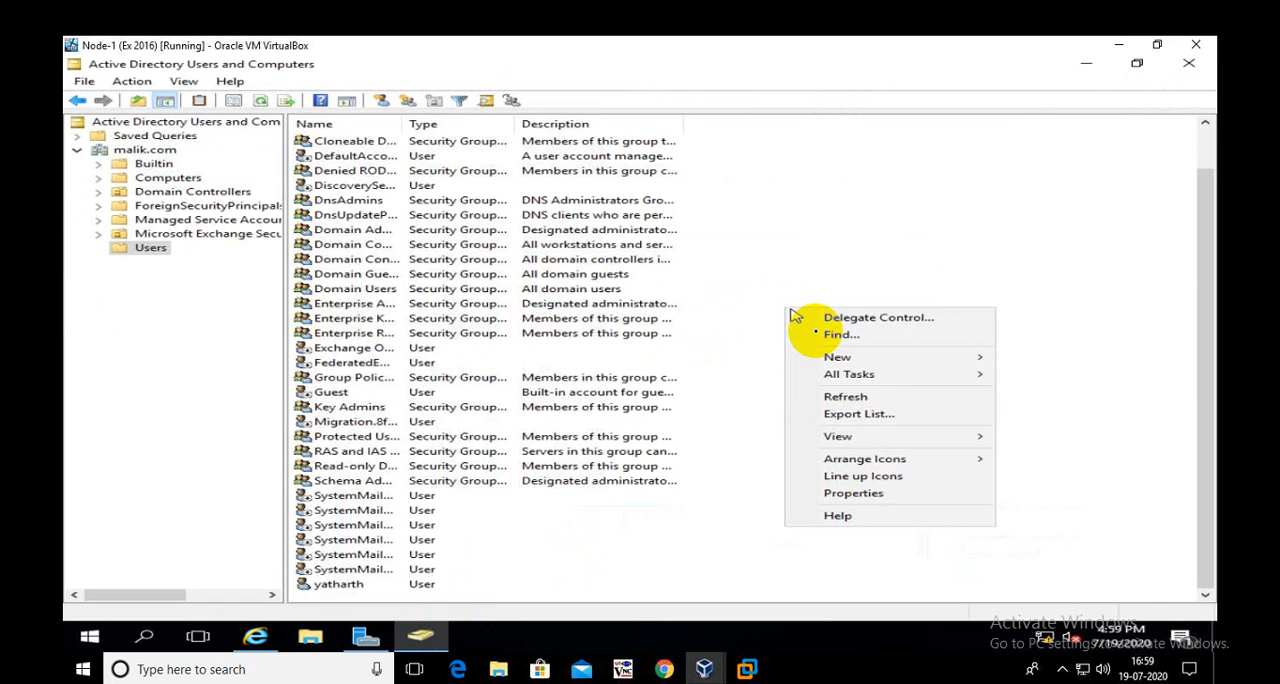 Node-1 (Ex 2016) [Running] - Oracle VM VirtualBox
Active Directory Users and Computers
File Action View Help
Active Directory Users and Com
Saved Queries
malik.com
Builtin
Computers
Domain Controllers
ForeignSecurityPrincipals
Managed Service Accour
Microsoft Exchange Secu
Users
Name Type Description
Cloneable D... Security Group... Members of this group t...
DefaultAcco... User A user account manage...
Denied ROD... Security Group... Members in this group c...
DiscoverySe... User
DnsAdmins Security Group... DNS Administrators Gro...
DnsUpdateP... Security Group... DNS clients who are per...
Domain Ad... Security Group... Designated administrato...
Domain Co... Security Group... All workstations and ser...
Domain Con... Security Group... All domain controllers i...
Domain Gue... Security Group... All domain guests
Domain Users Security Group... All domain users
Enterprise A... Security Group... Designated administrato...
Enterprise K... Security Group... Members of this group ...
Enterprise R... Security Group... Members of this group ...
Exchange O... User
FederatedE... User
Group Polic... Security Group... Members in this group c...
Guest User Built-in account for gue...
Key Admins Security Group... Members of this group ...
Migration.8f... User
Protected Us... Security Group... Members of this group ...
RAS and IAS ... Security Group... Servers in this group can...
Read-only D... Security Group... Members of this group ...
Schema Ad... Security Group... Designated administrato...
SystemMail... User
SystemMail... User
SystemMail... User
SystemMail... User
SystemMail... User
SystemMail... User
yatharth User
Delegate Control...
Find...
New
All Tasks
Refresh
Export List...
View
Arrange Icons
Line up Icons
Properties
Help
Activate Windows
Go to PC settings to activate Windows.
4:59 PM
7/19/2020
Type here to search
16:59
19-07-2020